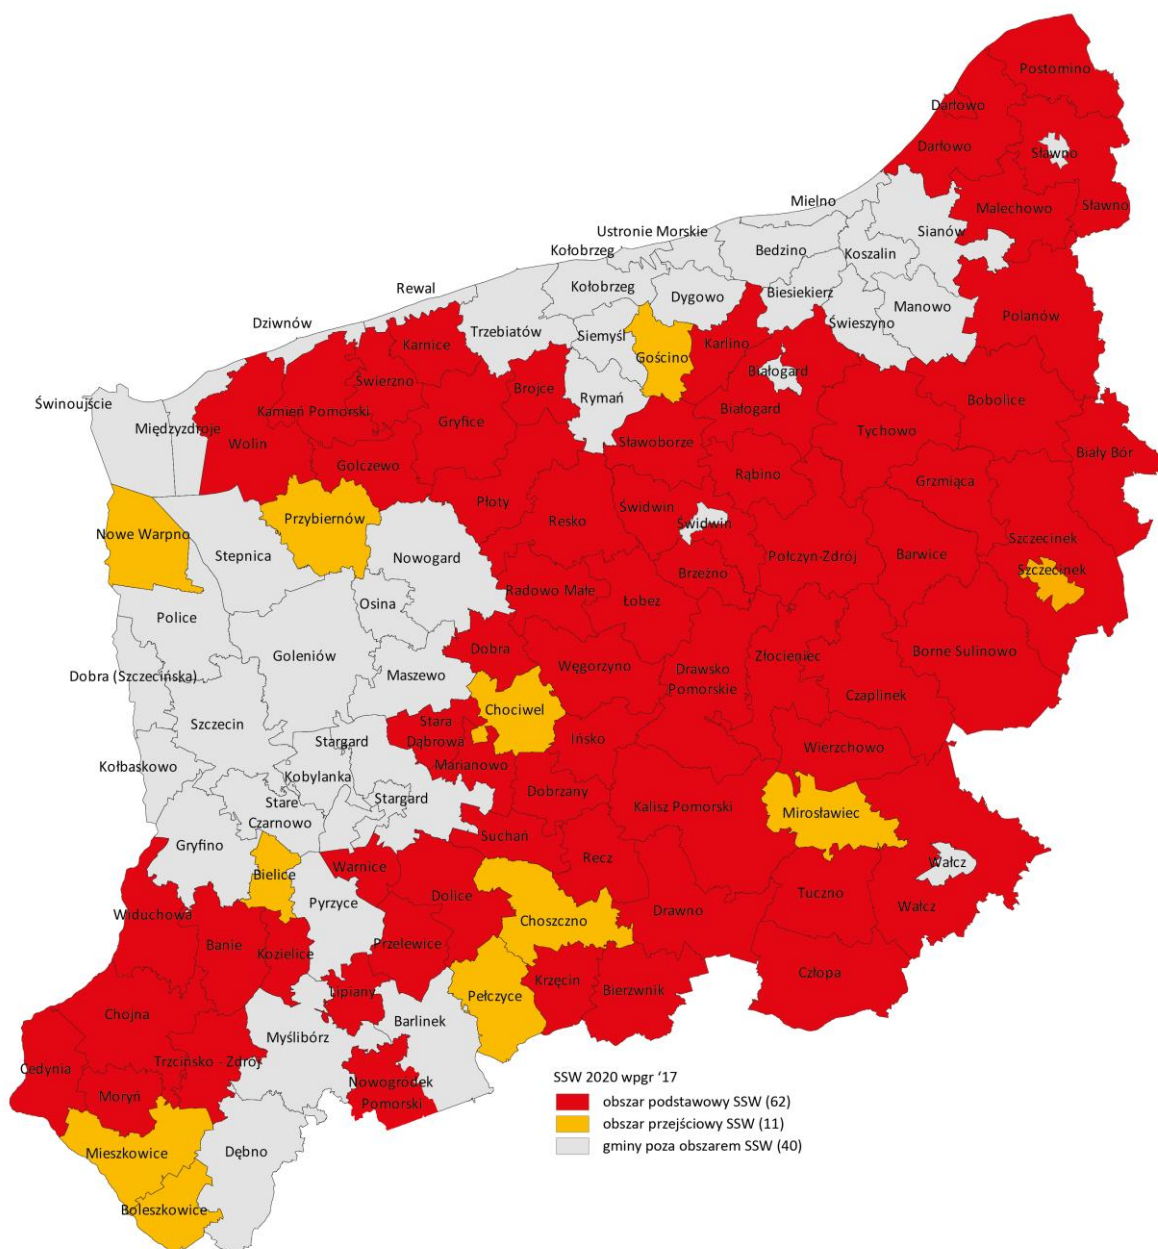 Postomino
Darłowo
Darłowo
Sławno
Mielno
Malechowo
Sławno
Ustronie Morskie
Sianów
Kołobrzeg
Bedzino
Koszalin
Rewal
Kołobrzeg
Dygowo
Biesiekierz
Manowo
Polanów
Dziwnów
Trzebiatów
Siemyśl
Świeszyno
Karnice
Gościno
Karlino
Świerzno
Brojce
Białogard
Świnoujście
Rymań
Bobolice
Międzyzdroje
Kamień Pomorski
Białogard
Gryfice
Tychowo
Wolin
Sławoborze
Biały Bór
Golczewo
Rąbino
Grzmiąca
Płoty
Świdwin
Przybiernów
Resko
Świdwin
Nowe Warpno
Szczecinek
Stepnica
Nowogard
Połczyn-Zdrój
Barwice
Brzeżno
Szczecinek
Radowo Małe
Łobez
Osina
Police
Dobra
Goleniów
Węgorzyno
Złocieniec
Borne Sulinowo
Dobra (Szczecińska)
Maszewo
Drawsko
Pomorskie
Czaplinek
Chociwel
Szczecin
Stara
Dąbrowa
Ińsko
Stargard
Wierzchowo
Kołbaskowo
Marianowo
Kobylanka
Dobrzany
Stargard
Stare
Czarnowo
Kalisz Pomorski
Mirosławiec
Suchań
Gryfino
Recz
Wałcz
Warnice
Bielice
Dolice
Tuczno
Pyrzyce
Wałcz
Drawno
Widuchowa
Choszczno
Banie
Kozielice
Przelewice
Człopa
Krzęcin
Bierzwnik
Lipiany
Pełczyce
Chojna
Barlinek
Myślibórz
Cedynia
Trzcińsko - Zdrój
Nowogródek
Pomorski
Moryń
Mieszkowice
Dębno
Boleszkowice
SSW 2020 wpgr ‘17
obszar podstawowy SSW (62)
obszar przejściowy SSW (11)
gminy poza obszarem SSW (40)